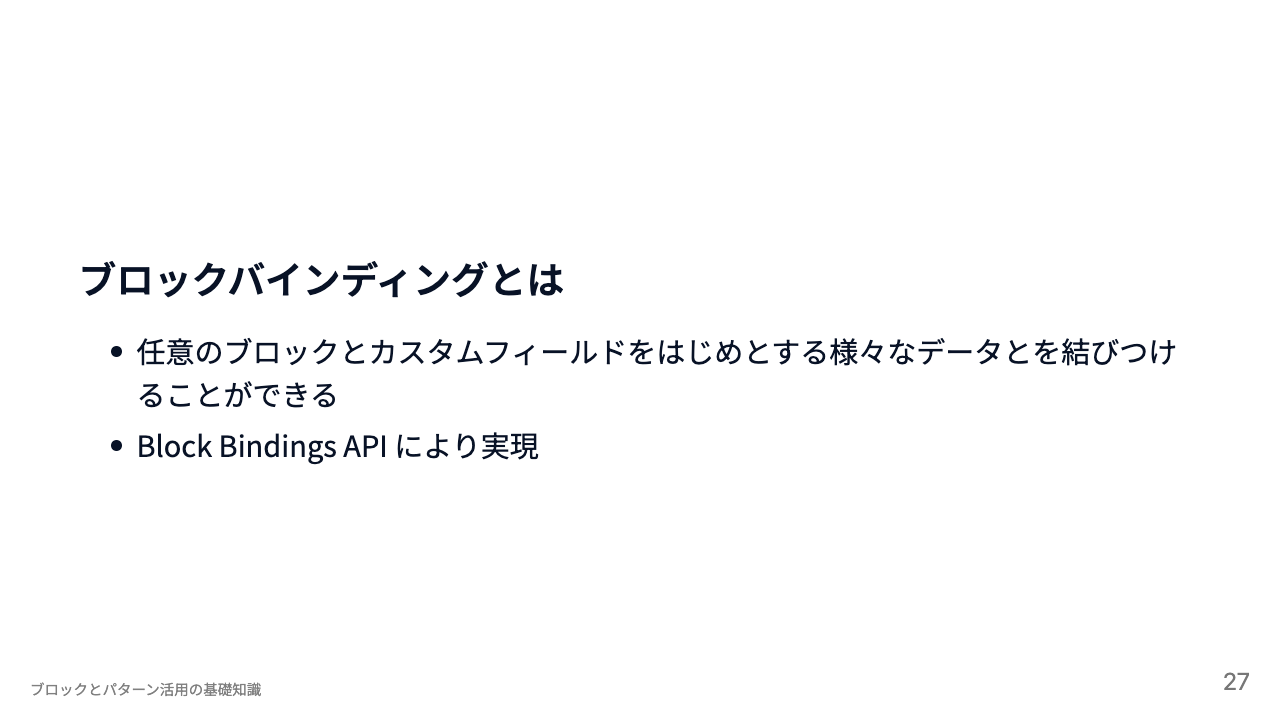 ブロックバインディングとは
• 任意のブロックとカスタムフィールドをはじめとする様々なデータとを結びつけ
ることができる
• Block Bindings API により実現
ブロックとパターン活用の基礎知識
27